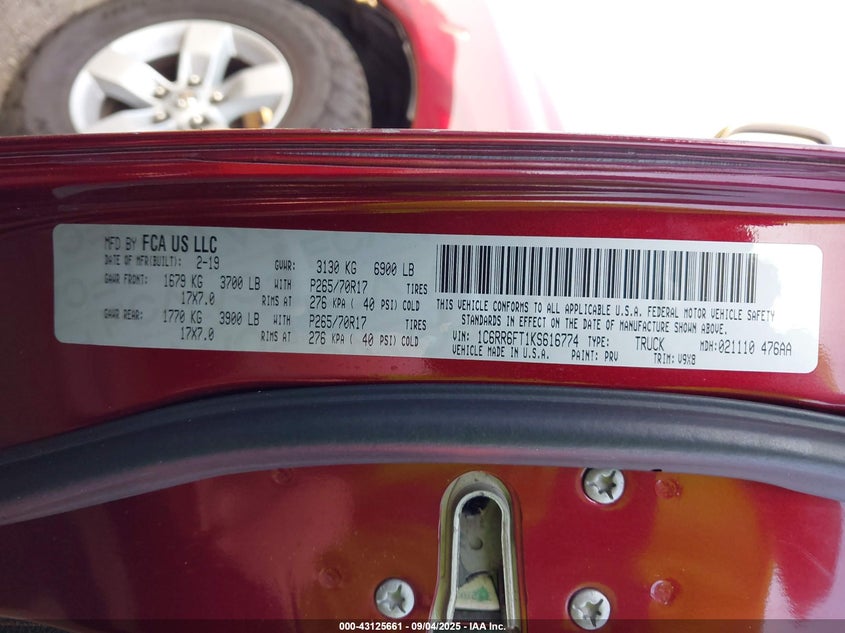 MFD BY FCA US LLC
DATE OF MFR(BUILT): 2-19 GVWR: 3130 KG 6900 LB
GAWR FRONT: 1679 KG 3700 LB WITH P265/70R17 TIRES
17X7.0 RIMS AT 276 KPA ( 40 PSI) COLD
GAWR REAR: 1770 KG 3900 LB WITH P265/70R17 TIRES
17X7.0 RIMS AT 276 KPA ( 40 PSI) COLD
THIS VEHICLE CONFORMS TO ALL APPLICABLE U.S.A. FEDERAL MOTOR VEHICLE SAFETY
STANDARDS IN EFFECT ON THE DATE OF MANUFACTURE SHOWN ABOVE.
VIN: 1C6RR6FT1KS616774 TYPE: TRUCK MDH:021110 476AA
VEHICLE MADE IN U.S.A. PAINT: PRV TRIM: V9X8
000-43125661 - 09/04/2025 - IAA Inc.